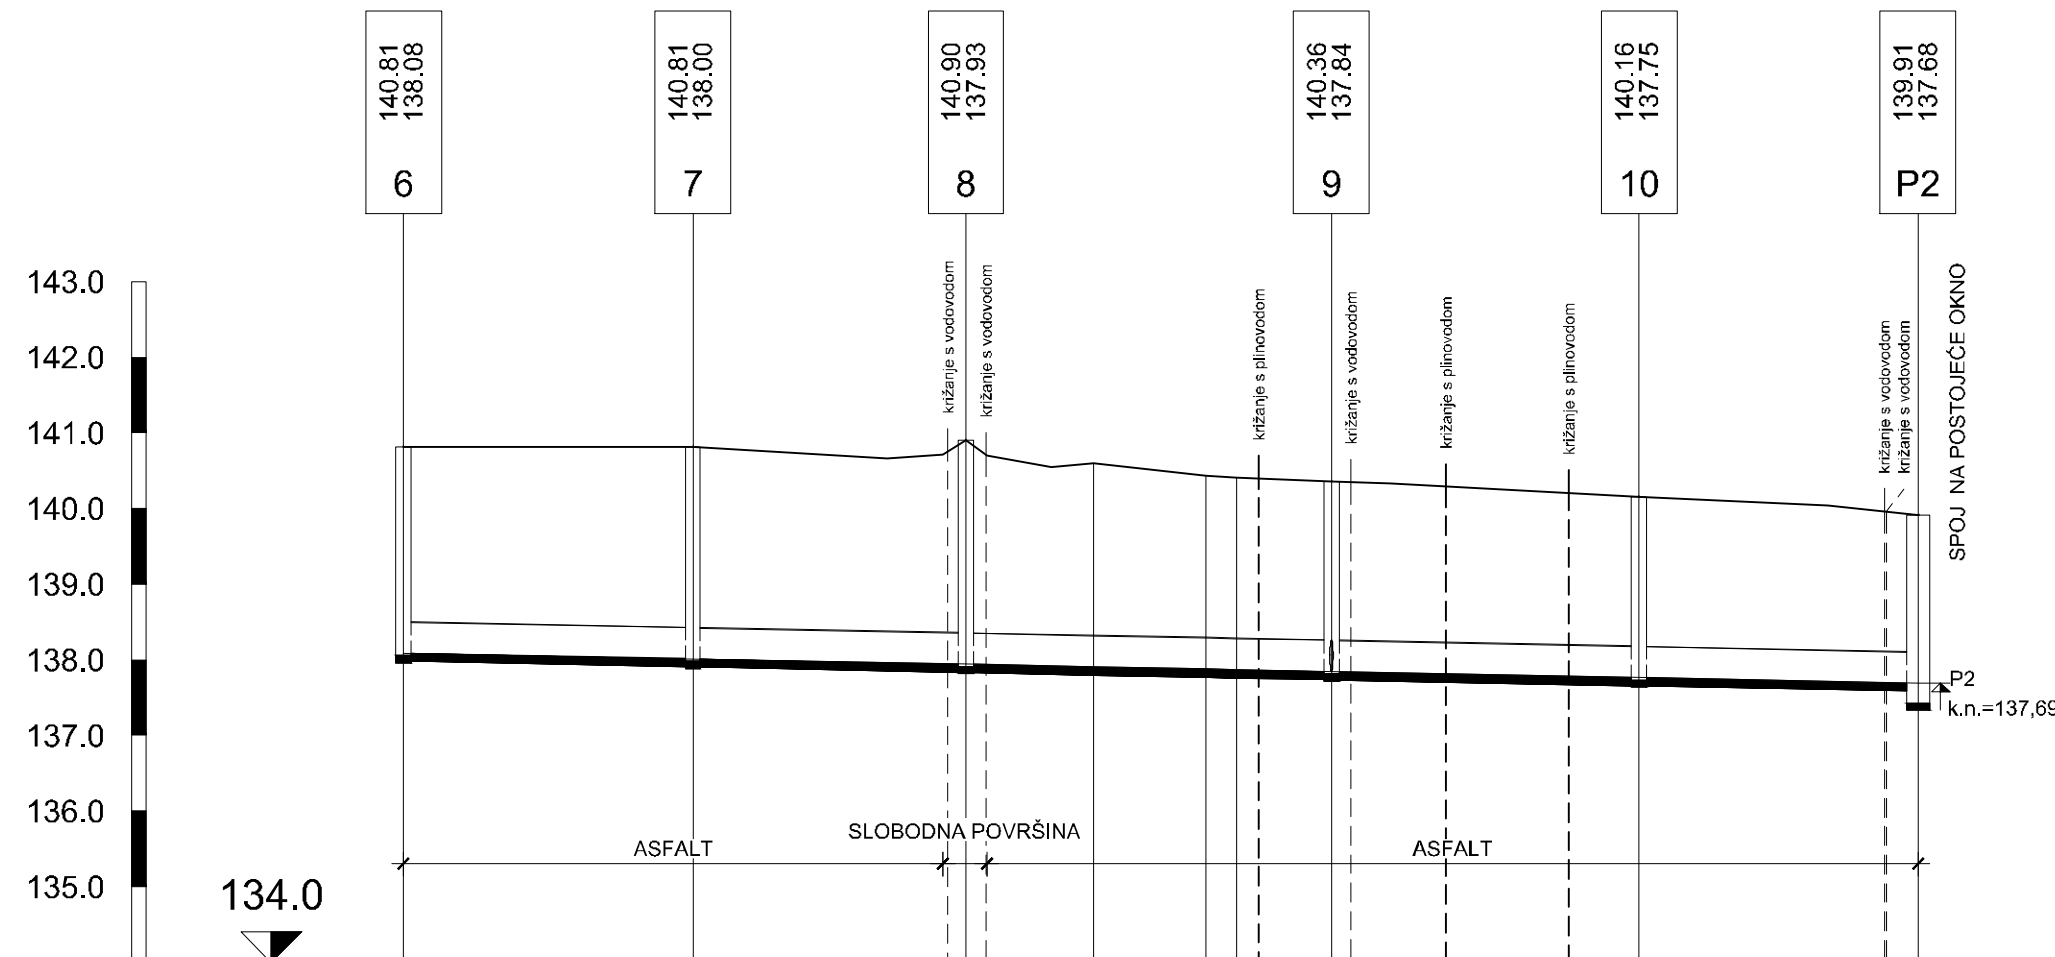 140.81
138.08
6
140.81
138.00
7
140.90
137.93
8
140.36
137.84
9
140.16
137.75
10
139.91
137.68
P2
143.0
142.0
141.0
140.0
139.0
138.0
137.0
136.0
135.0
134.0
križanje s vodovodom
križanje s vodovodom
križanje s plinovodom
križanje s vodovodom
križanje s plinovodom
križanje s plinovodom
križanje s vodovodom
križanje s vodovodom
SPOJ NA POSTOJEĆE OKNO
P2
k.n.=137,69
ASFALT
SLOBODNA POVRŠINA
ASFALT